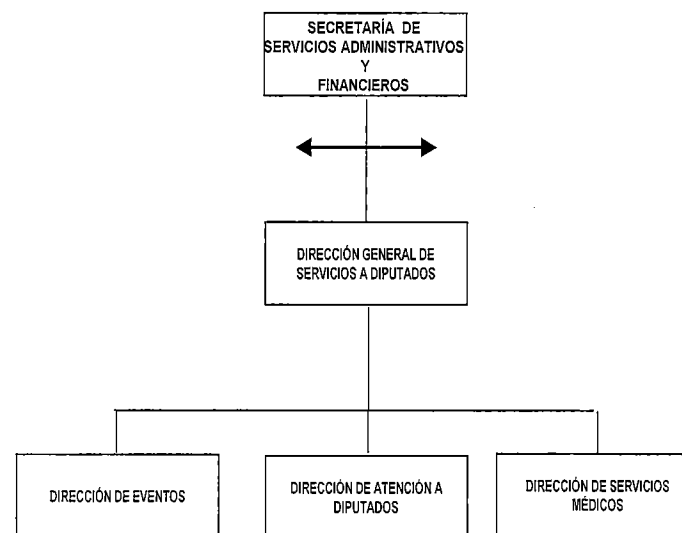 SECRETARÍA DE
SERVICIOS ADMINISTRATIVOS
Y
FINANCIEROS
DIRECCIÓN GENERAL DE
SERVICIOS A DIPUTADOS
DIRECCIÓN DE EVENTOS
DIRECCIÓN DE ATENCIÓN A
DIPUTADOS
DIRECCIÓN DE SERVICIOS
MÉDICOS